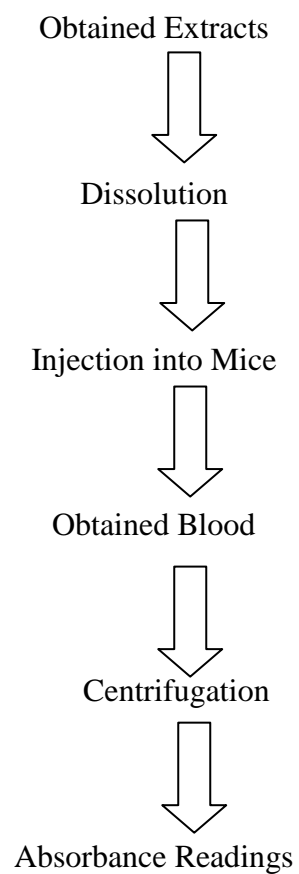 Obtained Extracts
Dissolution
Injection into Mice
Obtained Blood
Centrifugation
Absorbance Readings